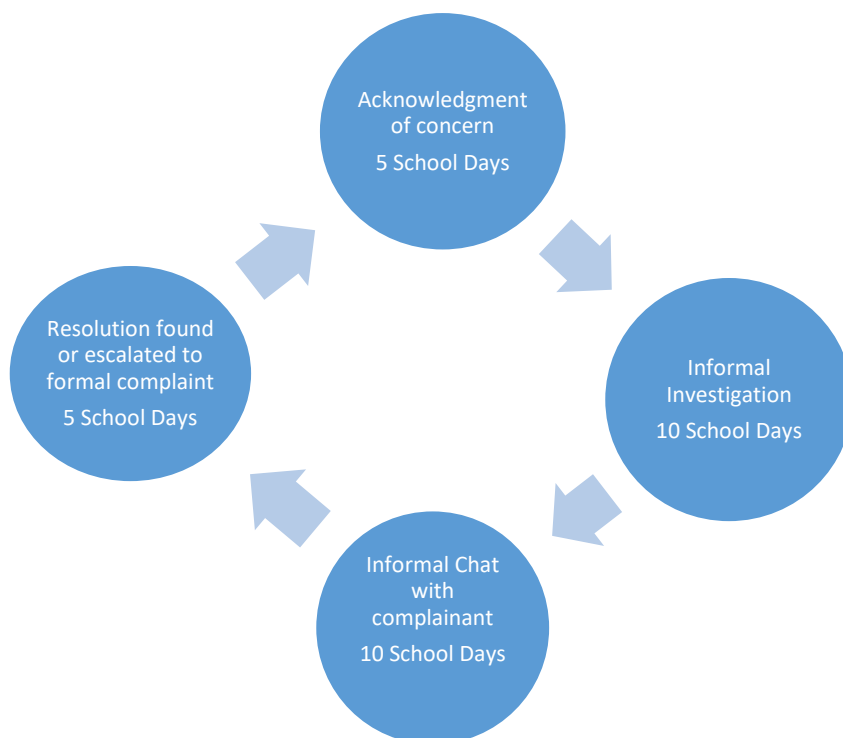 Acknowledgment
of concern
5 School Days
Informal
Investigation
10 School Days
Informal Chat
with
complainant
10 School Days
Resolution found
or escalated to
formal complaint
5 School Days